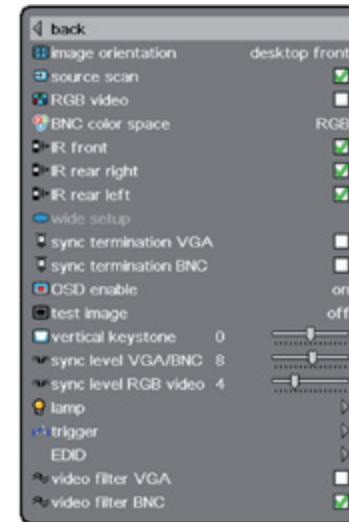 back
image orientation desktop front
source scan
RGB video
BNC color space RGB
IR front
IR rear right
IR rear left
wide setup
sync termination VGA
sync termination BNC
OSD enable on
test image off
vertical keystone 0
sync level VGA/BNC 8
sync level RGB video 4
lamp
trigger
EDID
video filter VGA
video filter BNC